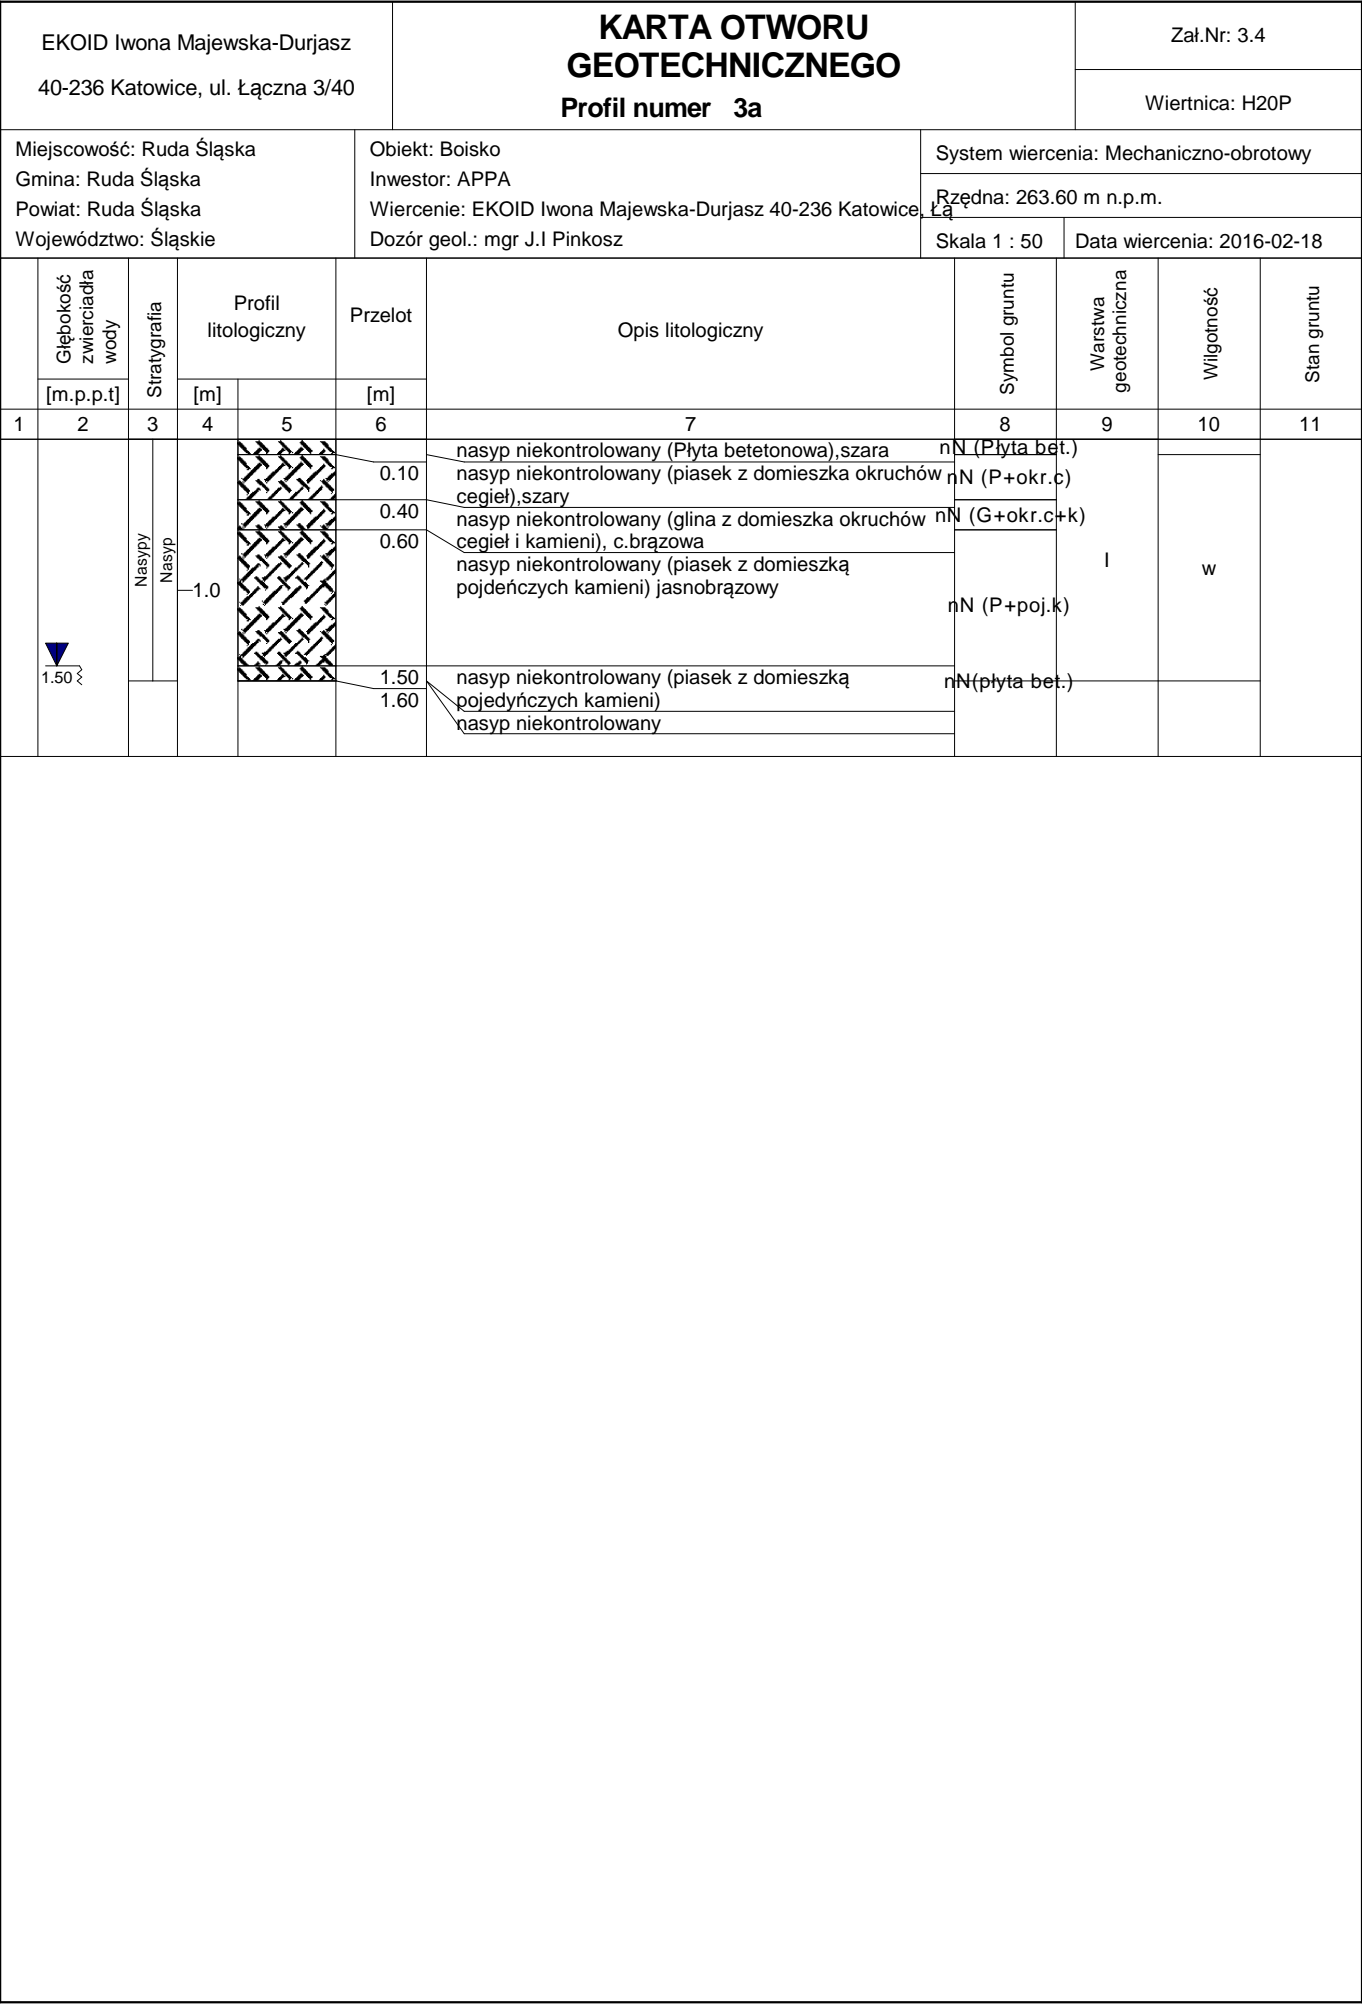 EKOID Iwona Majewska-Durjasz
40-236 Katowice, ul. Łączna 3/40
KARTA OTWORU
GEOTECHNICZNEGO
Profil numer 3a
Zał.Nr: 3.4
Wiertnica: H20P
Miejscowość: Ruda Śląska
Gmina: Ruda Śląska
Powiat: Ruda Śląska
Województwo: Śląskie
Obiekt: Boisko
Inwestor: APPA
Wiercenie: EKOID Iwona Majewska-Durjasz 40-236 Katowice, Łą
Dozór geol.: mgr J.I Pinkosz
System wiercenia: Mechaniczno-obrotowy
Rzędna: 263.60 m n.p.m.
Skala 1 : 50
Data wiercenia: 2016-02-18
Głębokość
zwierciadła
wody
[m.p.p.t]
Stratygrafia
Profil
litologiczny
[m]
Przelot
[m]
Opis litologiczny
Symbol gruntu
Warstwa
geotechniczna
Wilgotność
Stan gruntu
1 2 3 4 5 6 7 8 9 10 11
nasyp niekontrolowany (Płyta betetonowa),szara
nN (Płyta bet.)
0.10
nasyp niekontrolowany (piasek z domieszka okruchów
cegieł),szary
nN (P+okr.c)
0.40
nasyp niekontrolowany (glina z domieszka okruchów
cegieł i kamieni), c.brązowa
nN (G+okr.c+k)
0.60
nasyp niekontrolowany (piasek z domieszką
pojdeńczych kamieni) jasnobrązowy
nN (P+poj.k)
Nasypy
Nasyp
1.0
I
w
1.50
1.50
nasyp niekontrolowany (piasek z domieszką
pojedyńczych kamieni)
nN(płyta bet.)
1.60
nasyp niekontrolowany